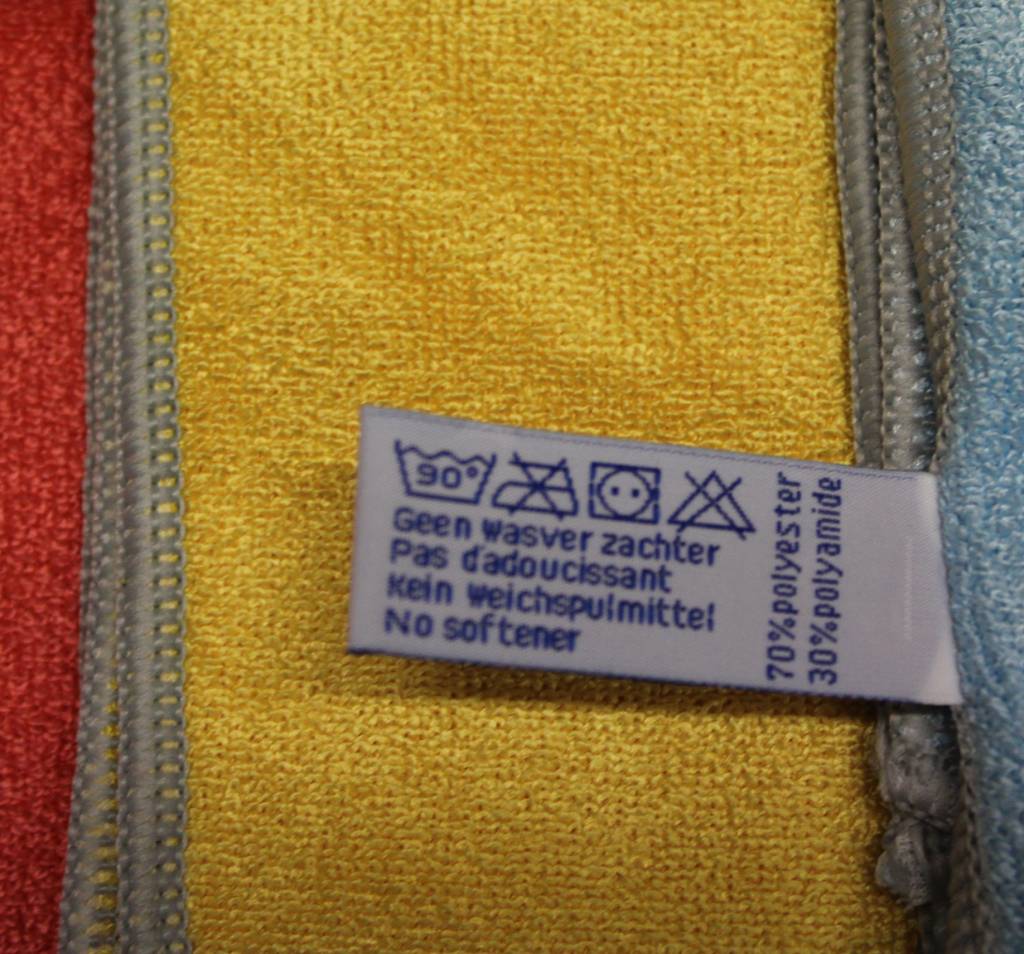 90°
Geen wasver zachter
Pas d'adoucissant
Kein weichspulmittel
No softener
70%polyester
30%polyamide